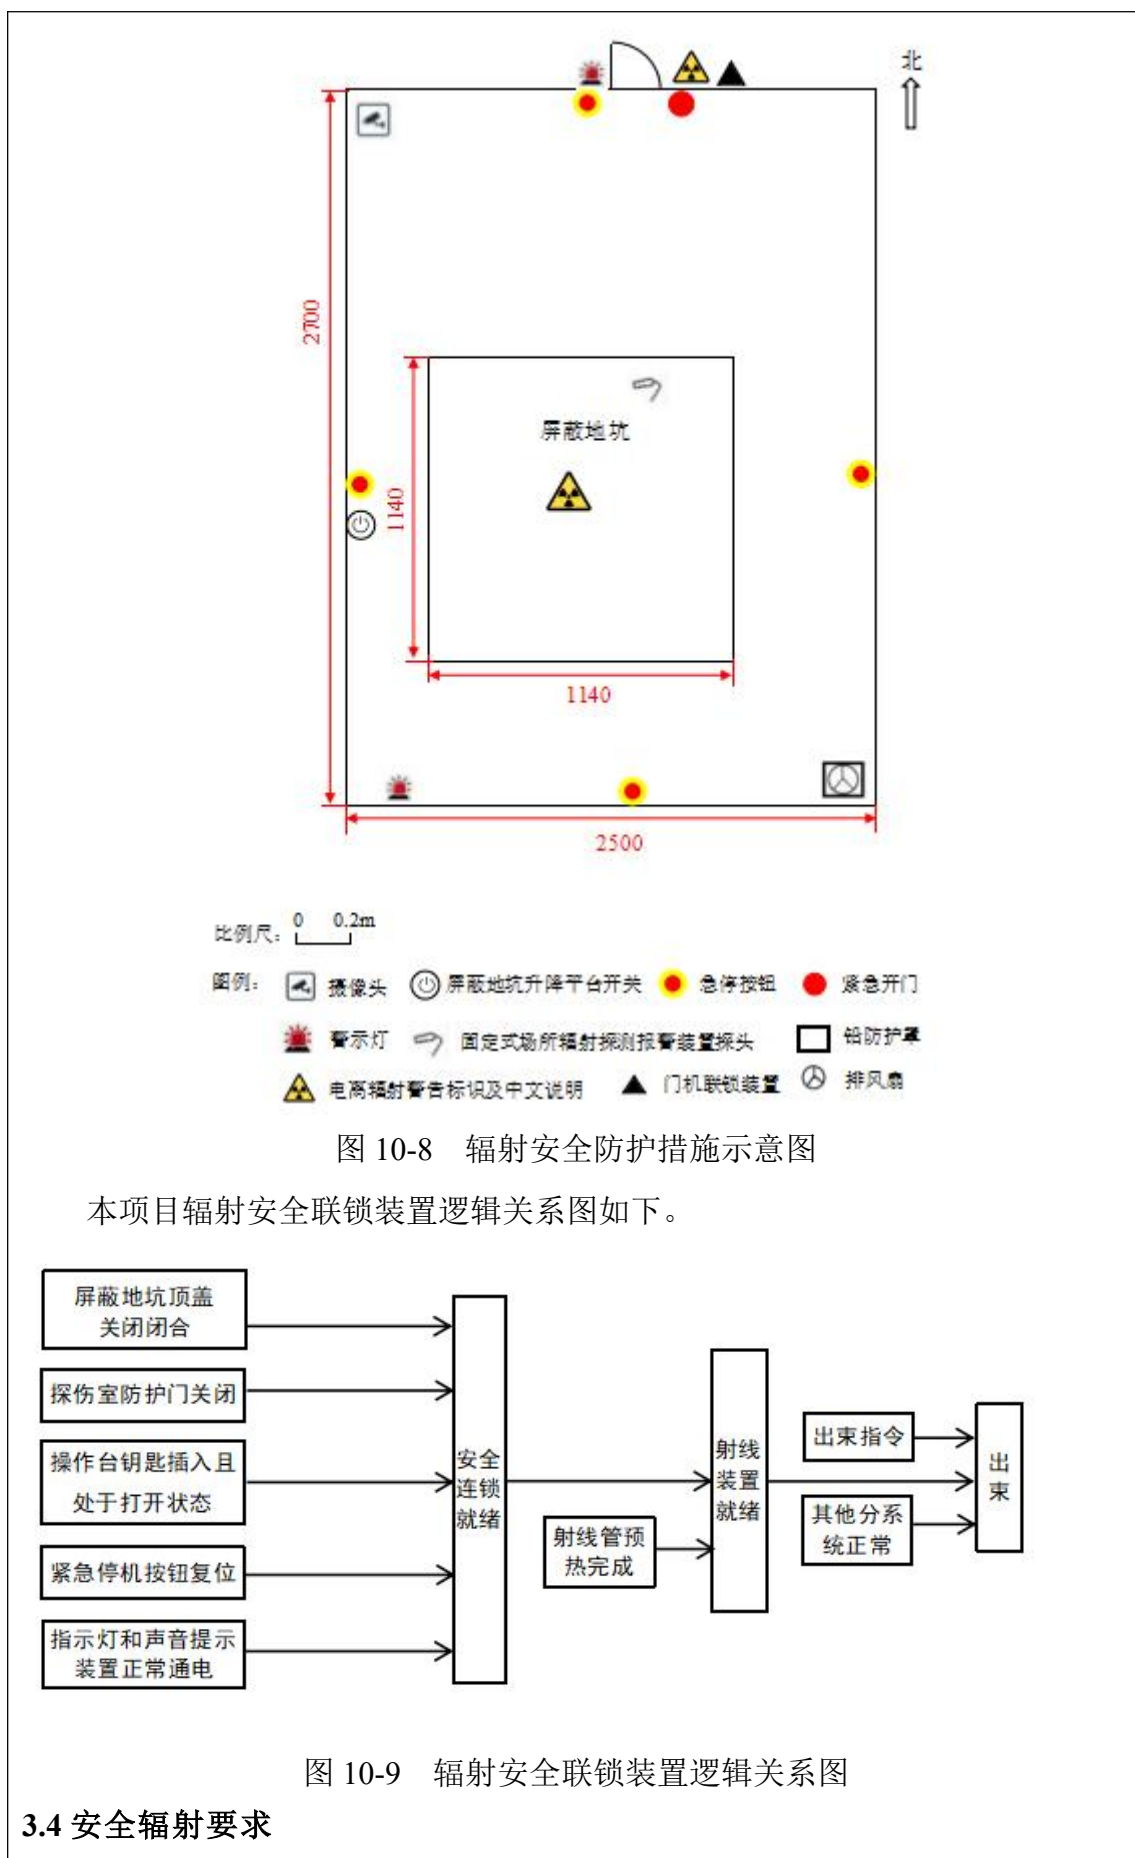 北
2700
屏蔽地坑
1140
1140
2500
比例尺：
0 0.2m
图例： 摄像头 屏蔽地坑升降平台开关 急停按钮 紧急开门
警示灯 固定式场所辐射探测报警装置探头 铅防护罩
电离辐射警告标识及中文说明 门机联锁装置 排风扇
图 10-8 辐射安全防护措施示意图
本项目辐射安全联锁装置逻辑关系图如下。
屏蔽地坑顶盖
关闭闭合
探伤室防护门关闭
操作台钥匙插入且
处于打开状态
紧急停机按钮复位
指示灯和声音提示
装置正常通电
安全
连锁
就绪
射线管预
热完成
射线
装置
就绪
出束指令
其他分系
统正常
出
束
图 10-9 辐射安全联锁装置逻辑关系图
3.4 安全辐射要求